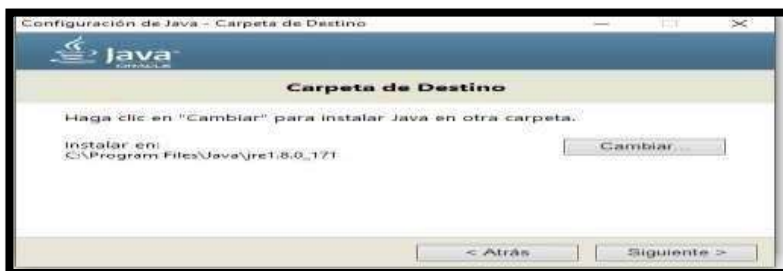 Configuración de Java - Carpeta de Destino
Java
ORACLE
Carpeta de Destino
Haga clic en "Cambiar" para instalar Java en otra carpeta.
Instalar en:
C:\Program Files\Java\jre1.8.0_171
Cambiar...
< Atrás
Siguiente >